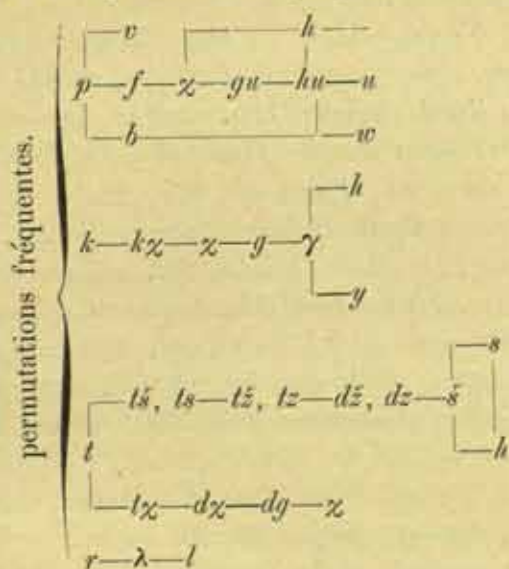 permutations fréquentes.
v h
p—f—χ—gu—hu—u
b w
h
k—kχ—χ—g—γ
y
s
tš, ts—tž, tz—dž, dz—š
t h
tχ—dχ—dg—χ
r—λ—l